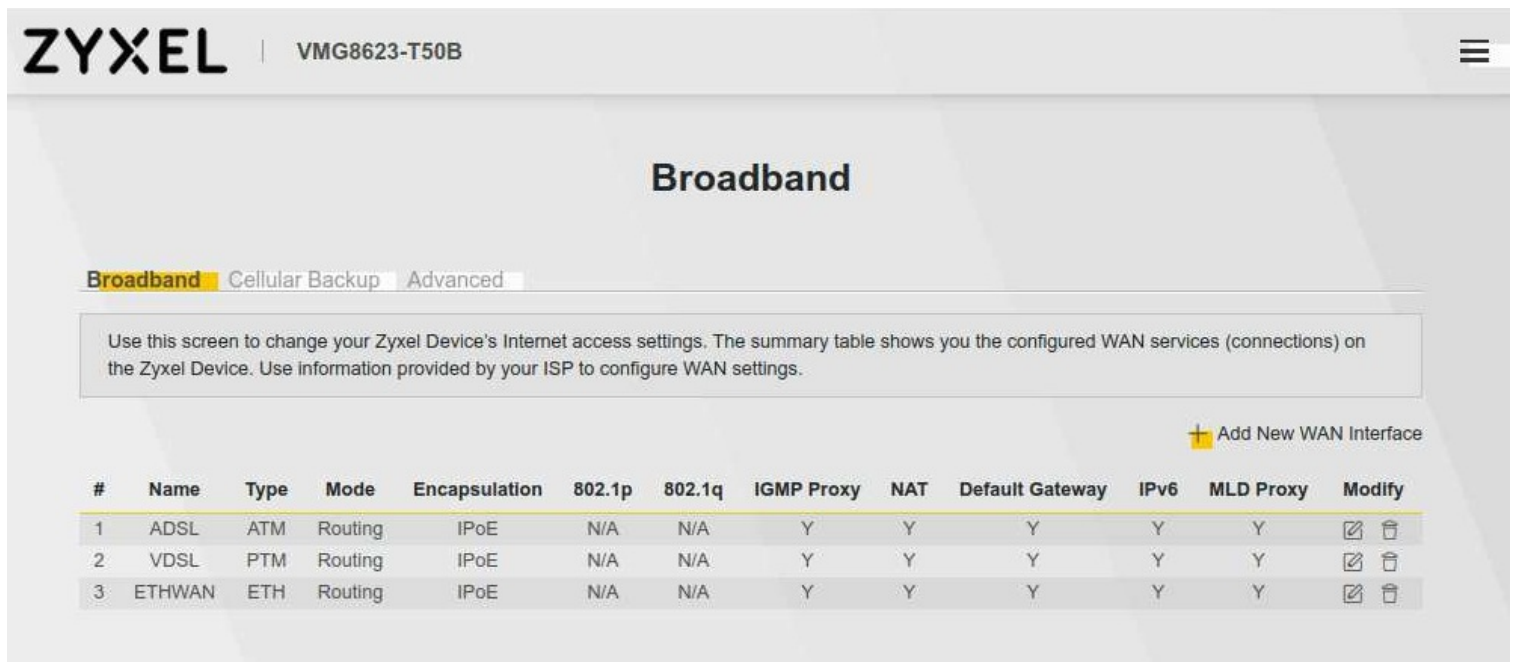 ZYXEL | VMG8623-T50B
Broadband
Broadband Cellular Backup Advanced
Use this screen to change your Zyxel Device's Internet access settings. The summary table shows you the configured WAN services (connections) on
the Zyxel Device. Use information provided by your ISP to configure WAN settings.
+ Add New WAN Interface
# Name Type Mode Encapsulation 802.1p 802.1q IGMP Proxy NAT Default Gateway IPv6 MLD Proxy Modify
1 ADSL ATM Routing IPoE N/A N/A Y Y Y Y Y
2 VDSL PTM Routing IPoE N/A N/A Y Y Y Y Y
3 ETHWAN ETH Routing IPoE N/A N/A Y Y Y Y Y